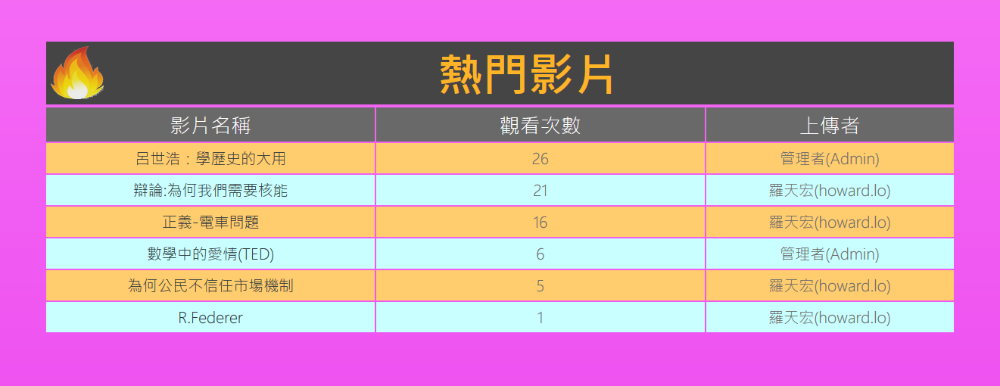 熱門影片
影片名稱 觀看次數 上傳者
呂世浩：學歷史的大用 26 管理者(Admin)
辯論:為何我們需要核能 21 羅天宏(howard.lo)
正義-電車問題 16 羅天宏(howard.lo)
數學中的愛情(TED) 6 管理者(Admin)
為何公民不信任市場機制 5 羅天宏(howard.lo)
R.Federer 1 羅天宏(howard.lo)